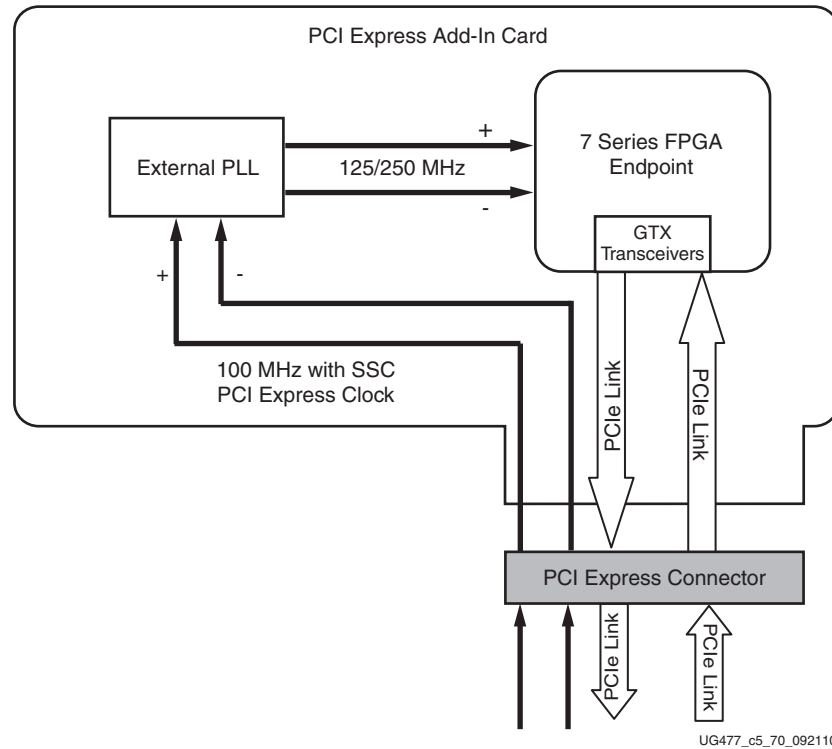 PCI Express Add-In Card
External PLL
+
125/250 MHz
-
7 Series FPGA
Endpoint
GTX
Transceivers
+
-
100 MHz with SSC
PCI Express Clock
PCIe Link
PCIe Link
PCI Express Connector
PCIe Link
PCIe Link
UG477_c5_70_092110